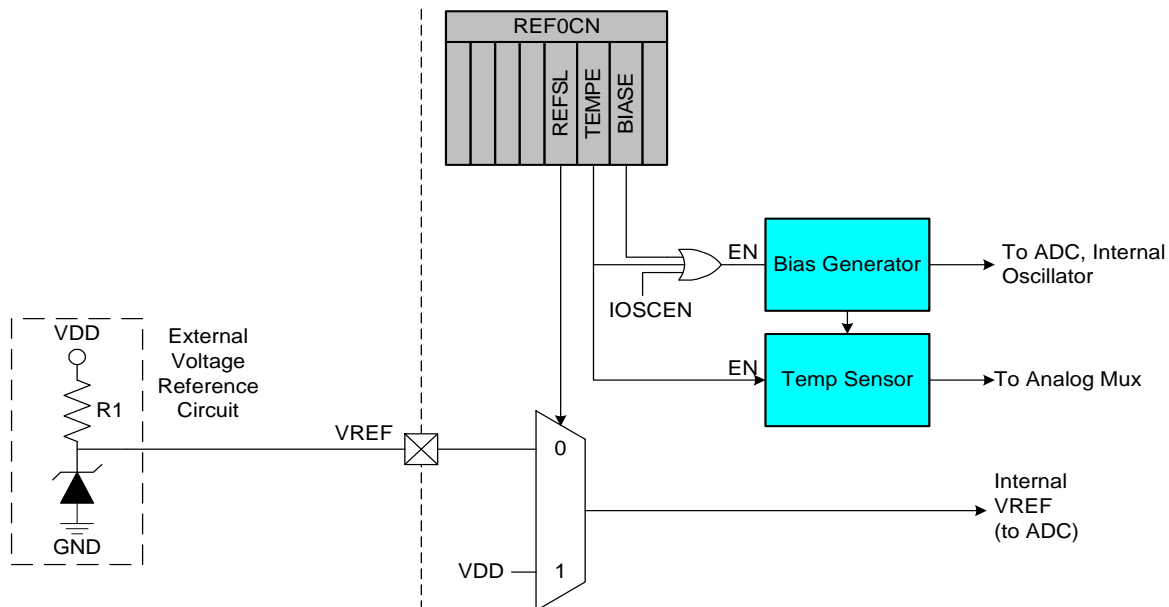 REF0CN
REFSL
TEMPE
BIASE
EN
Bias Generator
To ADC, Internal
Oscillator
IOSCEN
VDD
External
Voltage
Reference
Circuit
EN
Temp Sensor
To Analog Mux
R1
VREF
0
GND
Internal
VREF
(to ADC)
VDD
1